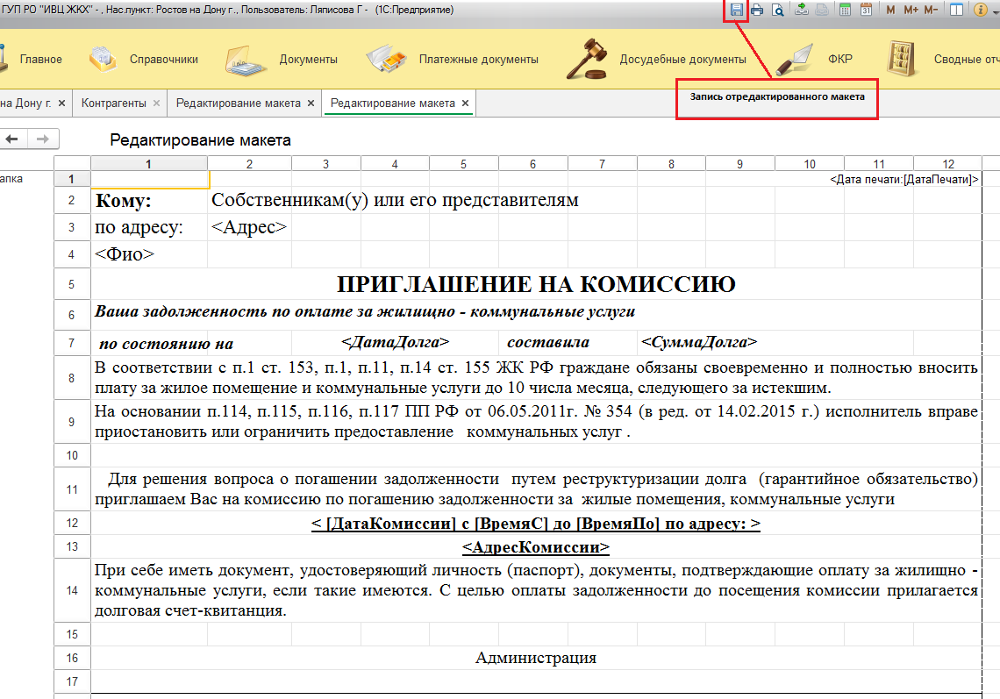 ГУП РО "ИВЦ ЖКХ" - , Нас.пункт: Ростов на Дону г., Пользователь: Ляписова Г - (1С:Предприятие)
31 M M+ M- i
Главное Справочники Документы Платежные документы Досудебные документы ФКР Сводные отч
на Дону г. × Контрагенты × Редактирование макета × Редактирование макета ×
Запись отредактированного макета
Редактирование макета
1 2 3 4 5 6 7 8 9 10 11 12
апка 1 <Дата печати:[ДатаПечати]>
2 Кому: Собственникам(у) или его представителям
3 по адресу: <Адрес>
4 <Фио>
5 ПРИГЛАШЕНИЕ НА КОМИССИЮ
6 Ваша задолженность по оплате за жилищно - коммунальные услуги
7 по состоянию на <ДатаДолга> составила <СуммаДолга>
8 В соответствии с п.1 ст. 153, п.1, п.11, п.14 ст. 155 ЖК РФ граждане обязаны своевременно и полностью вносить
плату за жилое помещение и коммунальные услуги до 10 числа месяца, следующего за истекшим.
9 На основании п.114, п.115, п.116, п.117 ПП РФ от 06.05.2011г. № 354 (в ред. от 14.02.2015 г.) исполнитель вправе
приостановить или ограничить предоставление коммунальных услуг .
10
11 Для решения вопроса о погашении задолженности путем реструктуризации долга (гарантийное обязательство)
приглашаем Вас на комиссию по погашению задолженности за жилые помещения, коммунальные услуги
12 < [ДатаКомиссии] с [ВремяС] до [ВремяПо] по адресу: >
13 <АдресКомиссии>
14 При себе иметь документ, удостоверяющий личность (паспорт), документы, подтверждающие оплату за жилищно -
коммунальные услуги, если такие имеются. С целью оплаты задолженности до посещения комиссии прилагается
долговая счет-квитанция.
15
16 Администрация
17